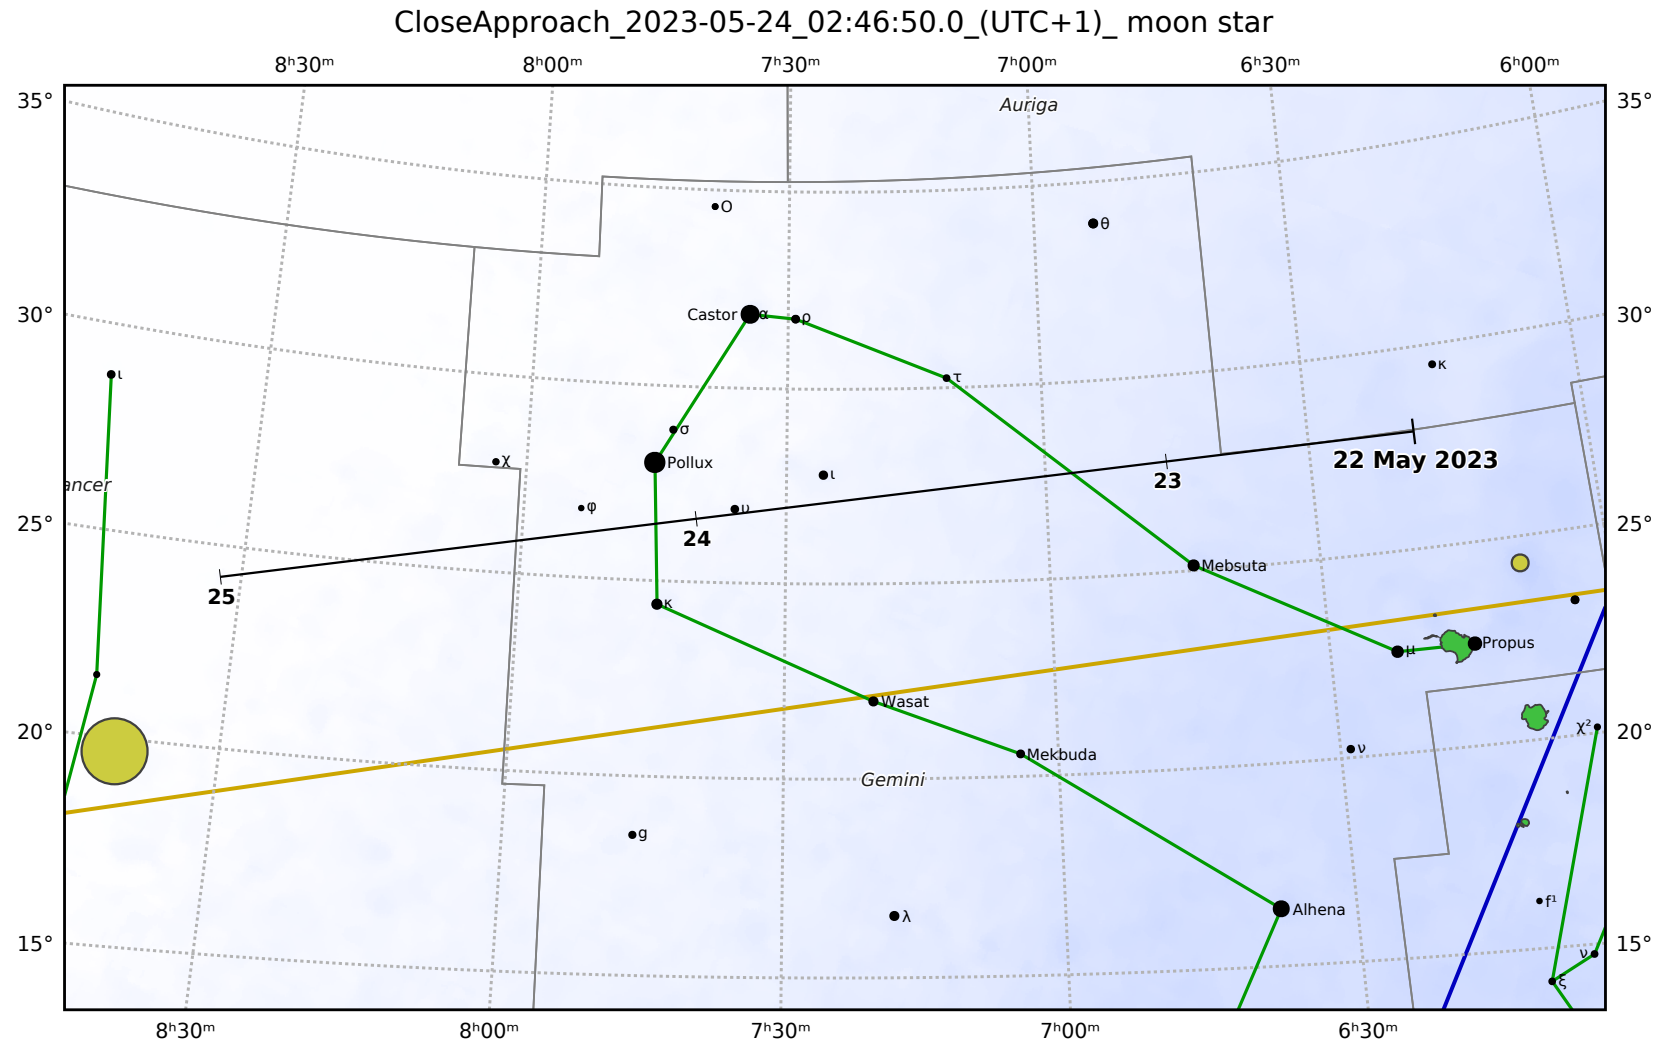 CloseApproach_2023-05-24_02:46:50.0_(UTC+1)_ moon star
8ʰ30ᵐ 8ʰ00ᵐ 7ʰ30ᵐ 7ʰ00ᵐ 6ʰ30ᵐ 6ʰ00ᵐ
35° Auriga 35°
Ο θ
30° Castor α ρ 30°
τ κ
ι
σ
22 May 2023
χ Pollux ι 23
ancer
φ υ
25° 24 25°
Mebsuta
25 κ
μ Propus
Wasat
20° χ² 20°
Mekbuda ν
Gemini
g
λ Alhena f¹
15° 15°
ν
ξ
8ʰ30ᵐ 8ʰ00ᵐ 7ʰ30ᵐ 7ʰ00ᵐ 6ʰ30ᵐ